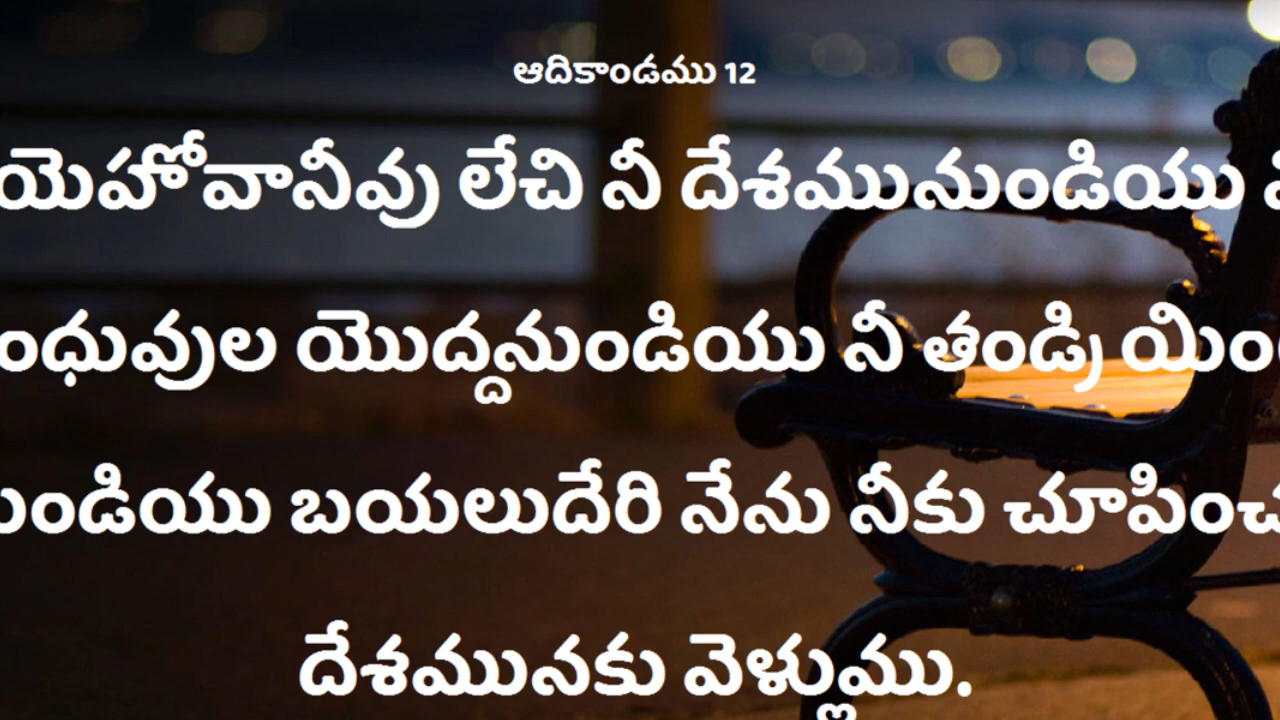 ఆదికాండము 12
యెహోవానీవు లేచి నీ దేశమునుండియు
యొద్దనుండియు నీ తండ్రి
బయలుదేరి నేను నీకు
దేశమునకు వెళ్లుము.